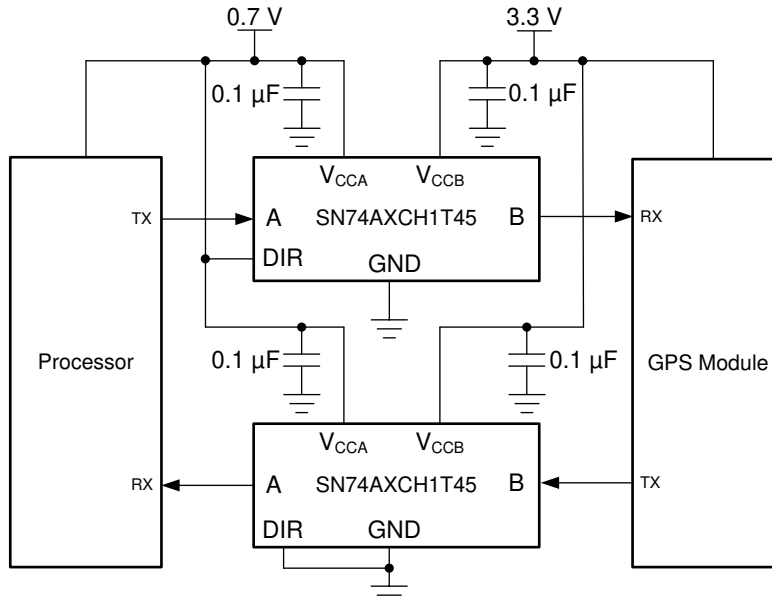 0.7 V
3.3 V
0.1 µF
0.1 µF
VCCA
VCCB
TX
A
SN74AXCH1T45
B
RX
DIR
GND
Processor
GPS Module
0.1 µF
0.1 µF
VCCA
VCCB
RX
A
SN74AXCH1T45
B
TX
DIR
GND